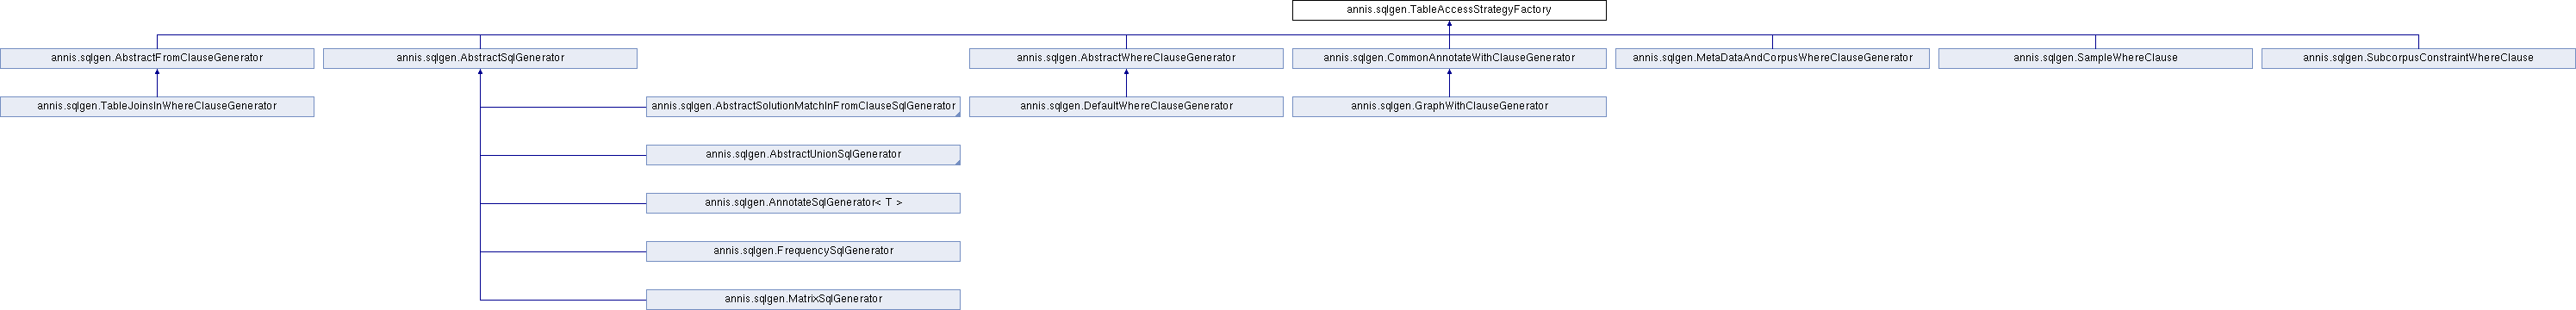 annis.sqlgen.TableAccessStrategyFactory
annis.sqlgen.AbstractFromClauseGenerator
annis.sqlgen.AbstractSqlGenerator
annis.sqlgen.AbstractWhereClauseGenerator
annis.sqlgen.CommonAnnotateWithClauseGenerator
annis.sqlgen.MetaDataAndCorpusWhereClauseGenerator
annis.sqlgen.SampleWhereClause
annis.sqlgen.SubcorpusConstraintWhereClause
annis.sqlgen.TableJoinsInWhereClauseGenerator
annis.sqlgen.AbstractSolutionMatchInFromClauseSqlGenerator
annis.sqlgen.DefaultWhereClauseGenerator
annis.sqlgen.GraphWithClauseGenerator
annis.sqlgen.AbstractUnionSqlGenerator
annis.sqlgen.AnnotateSqlGenerator< T >
annis.sqlgen.FrequencySqlGenerator
annis.sqlgen.MatrixSqlGenerator